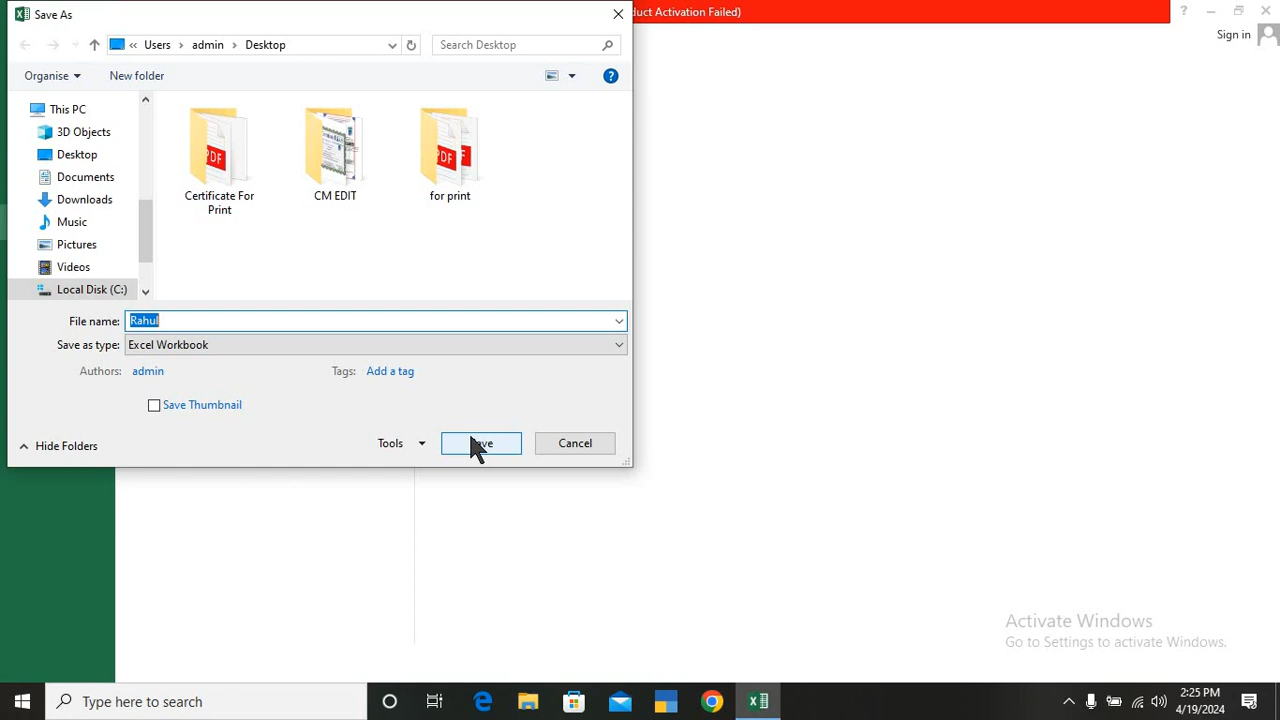 Save As
duct Activation Failed)
Sign in
Users
admin
Desktop
Search Desktop
Organise
New folder
This PC
3D Objects
Desktop
Documents
Downloads
Music
Pictures
Videos
Local Disk (C:)
PDF
PDF
Certificate For
Print
CM EDIT
for print
File name: Rahul
Save as type: Excel Workbook
Authors: admin
Tags: Add a tag
Save Thumbnail
Hide Folders
Tools
Cancel
Activate Windows
Go to Settings to activate Windows.
Type here to search
2:25 PM
4/19/2024